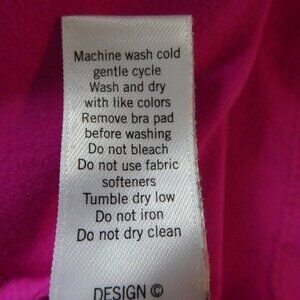 Machine wash cold
gentle cycle
Wash and dry
with like colors
Remove bra pad
before washing
Do not bleach
Do not use fabric
softeners
Tumble dry low
Do not iron
Do not dry clean
DESIGN ©